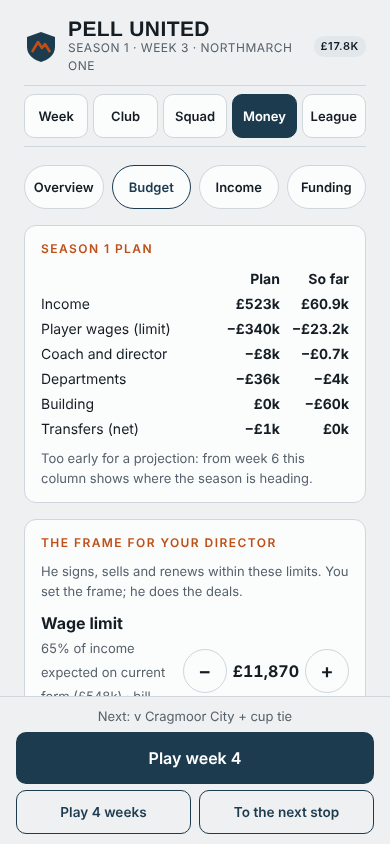 PELL UNITED
SEASON 1 · WEEK 3 · NORTHMARCH
ONE
£17.8K
Week Club Squad Money League
Overview Budget Income Funding
SEASON 1 PLAN
Plan So far
Income £523k £60.9k
Player wages (limit) −£340k −£23.2k
Coach and director −£8k −£0.7k
Departments −£36k −£4k
Building £0k −£60k
Transfers (net) −£1k £0k
Too early for a projection: from week 6 this
column shows where the season is heading.
THE FRAME FOR YOUR DIRECTOR
He signs, sells and renews within these limits. You
set the frame; he does the deals.
Wage limit
65% of income
expected on current
form (£548k) · bill
− £11,870 +
Next: v Cragmoor City + cup tie
Play week 4
Play 4 weeks To the next stop